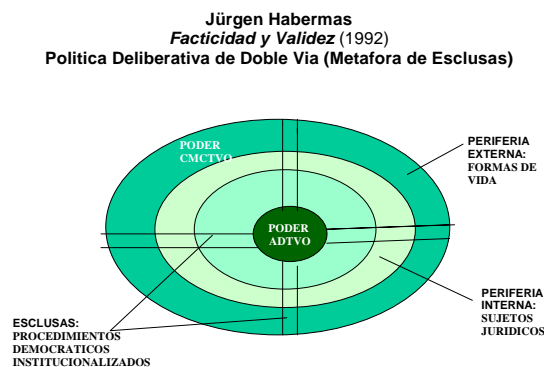 Jürgen Habermas
Facticidad y Validez (1992)
Politica Deliberativa de Doble Via (Metafora de Esclusas)
PODER
CMCTVO
PERIFERIA
EXTERNA:
FORMAS DE
VIDA
PODER
ADTVO
PERIFERIA
INTERNA:
SUJETOS
JURIDICOS
ESCLUSAS:
PROCEDIMIENTOS
DEMOCRATICOS
INSTITUCIONALIZADOS